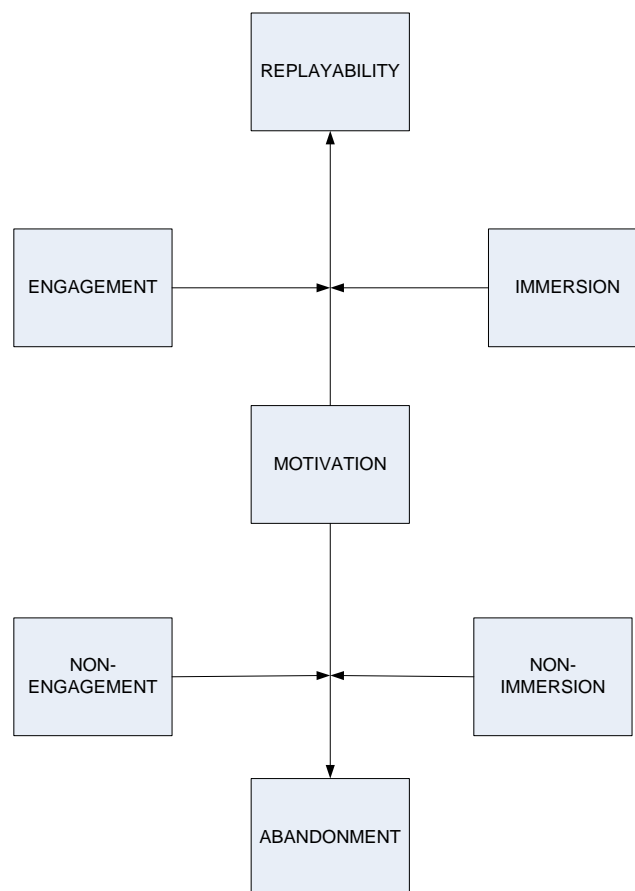 REPLAYABILITY
ENGAGEMENT
IMMERSION
MOTIVATION
NON-
ENGAGEMENT
NON-
IMMERSION
ABANDONMENT